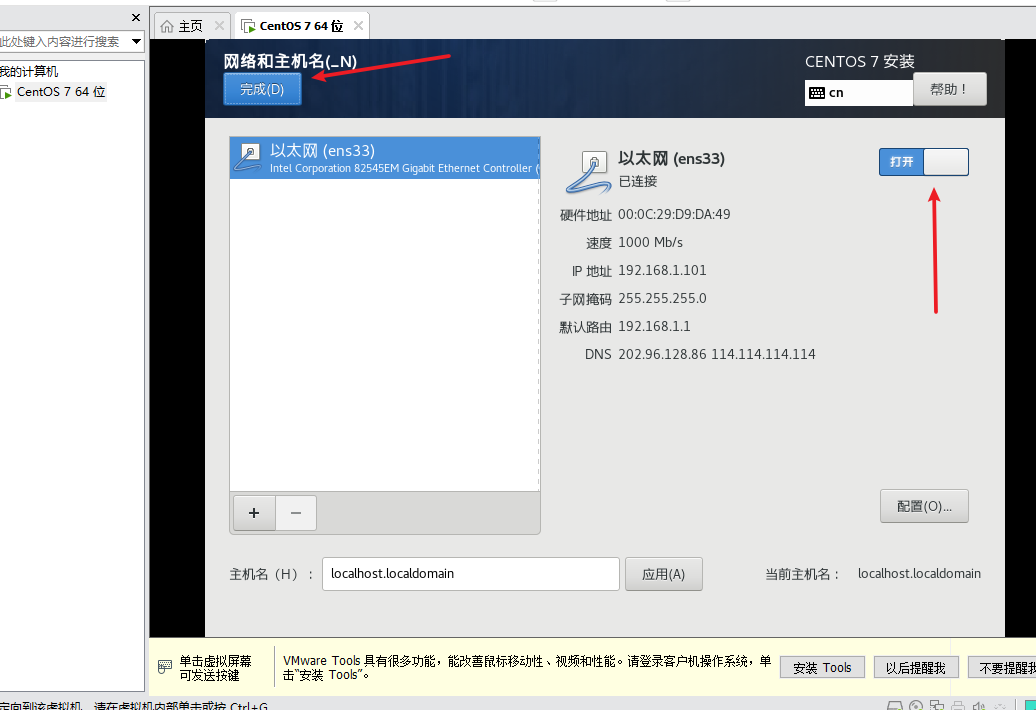 主页
CentOS 7 64 位
此处键入内容进行搜索
我的计算机
CentOS 7 64 位
网络和主机名(_N)
完成(D)
CENTOS 7 安装
cn
帮助！
以太网 (ens33)
Intel Corporation 82545EM Gigabit Ethernet Controller (
以太网 (ens33)
已连接
打开
硬件地址 00:0C:29:D9:DA:49
速度 1000 Mb/s
IP 地址 192.168.1.101
子网掩码 255.255.255.0
默认路由 192.168.1.1
DNS 202.96.128.86 114.114.114.114
+ −
配置(O)...
主机名（H）： localhost.localdomain 应用(A) 当前主机名： localhost.localdomain
单击虚拟屏幕
可发送按键
VMware Tools 具有很多功能，能改善鼠标移动性、视频和性能。请登录客户机操作系统，单
击“安装 Tools”。
安装 Tools
以后提醒我
不要提醒我
定向到该虚拟机，请在虚拟机内部单击或按 Ctrl+G